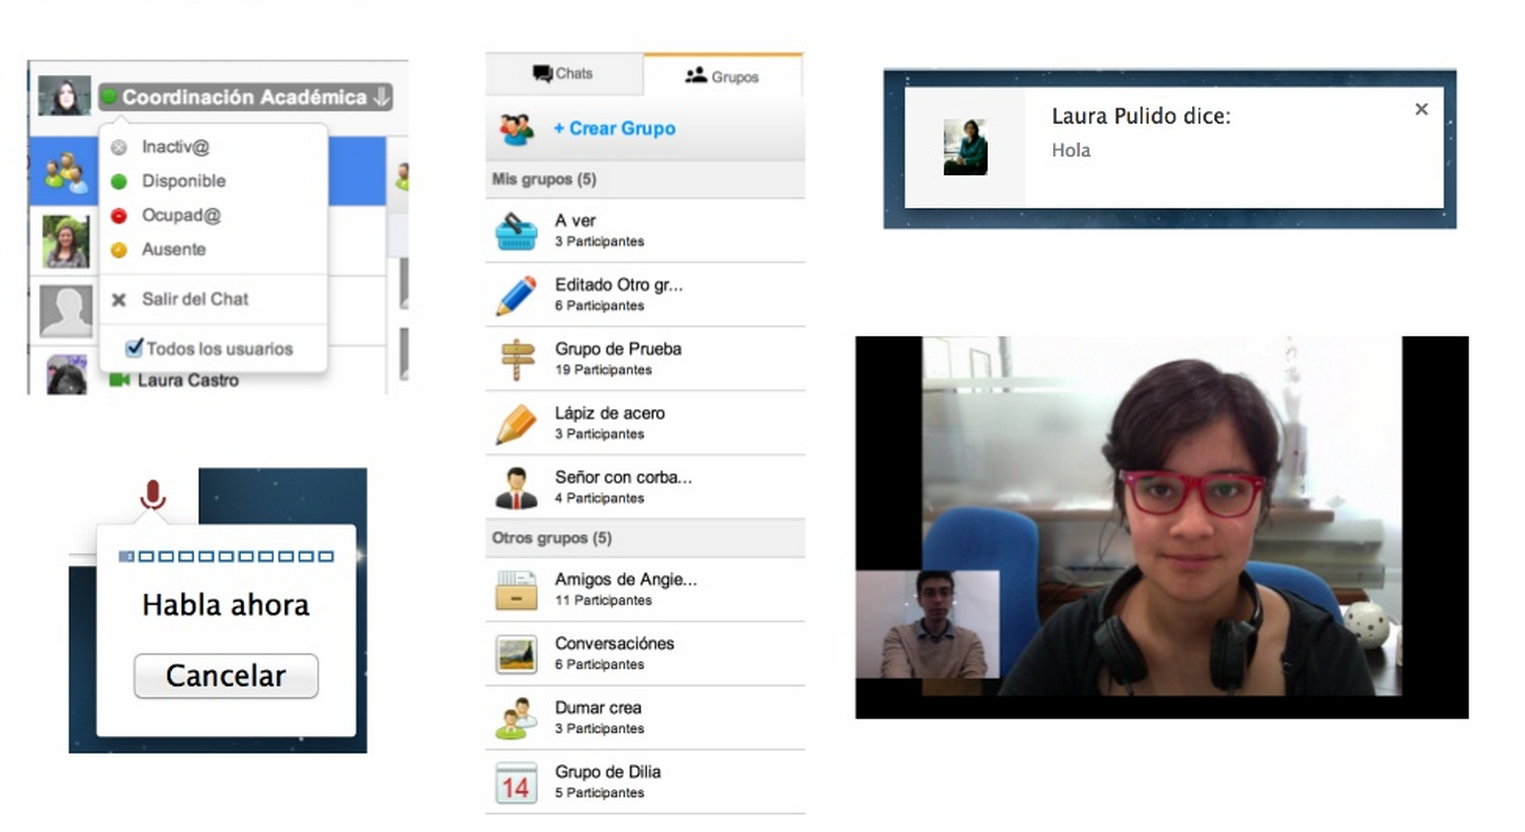 Coordinación Académica
Inactiv@
Disponible
Ocupad@
Ausente
Salir del Chat
Todos los usuarios
Laura Castro
Habla ahora
Cancelar
Chats
Grupos
+ Crear Grupo
Mis grupos (5)
A ver
3 Participantes
Editado Otro gr...
6 Participantes
Grupo de Prueba
19 Participantes
Lápiz de acero
3 Participantes
Señor con corba...
4 Participantes
Otros grupos (5)
Amigos de Angie...
11 Participantes
Conversaciónes
6 Participantes
Dumar crea
3 Participantes
14
Grupo de Dilia
5 Participantes
Laura Pulido dice:
Hola